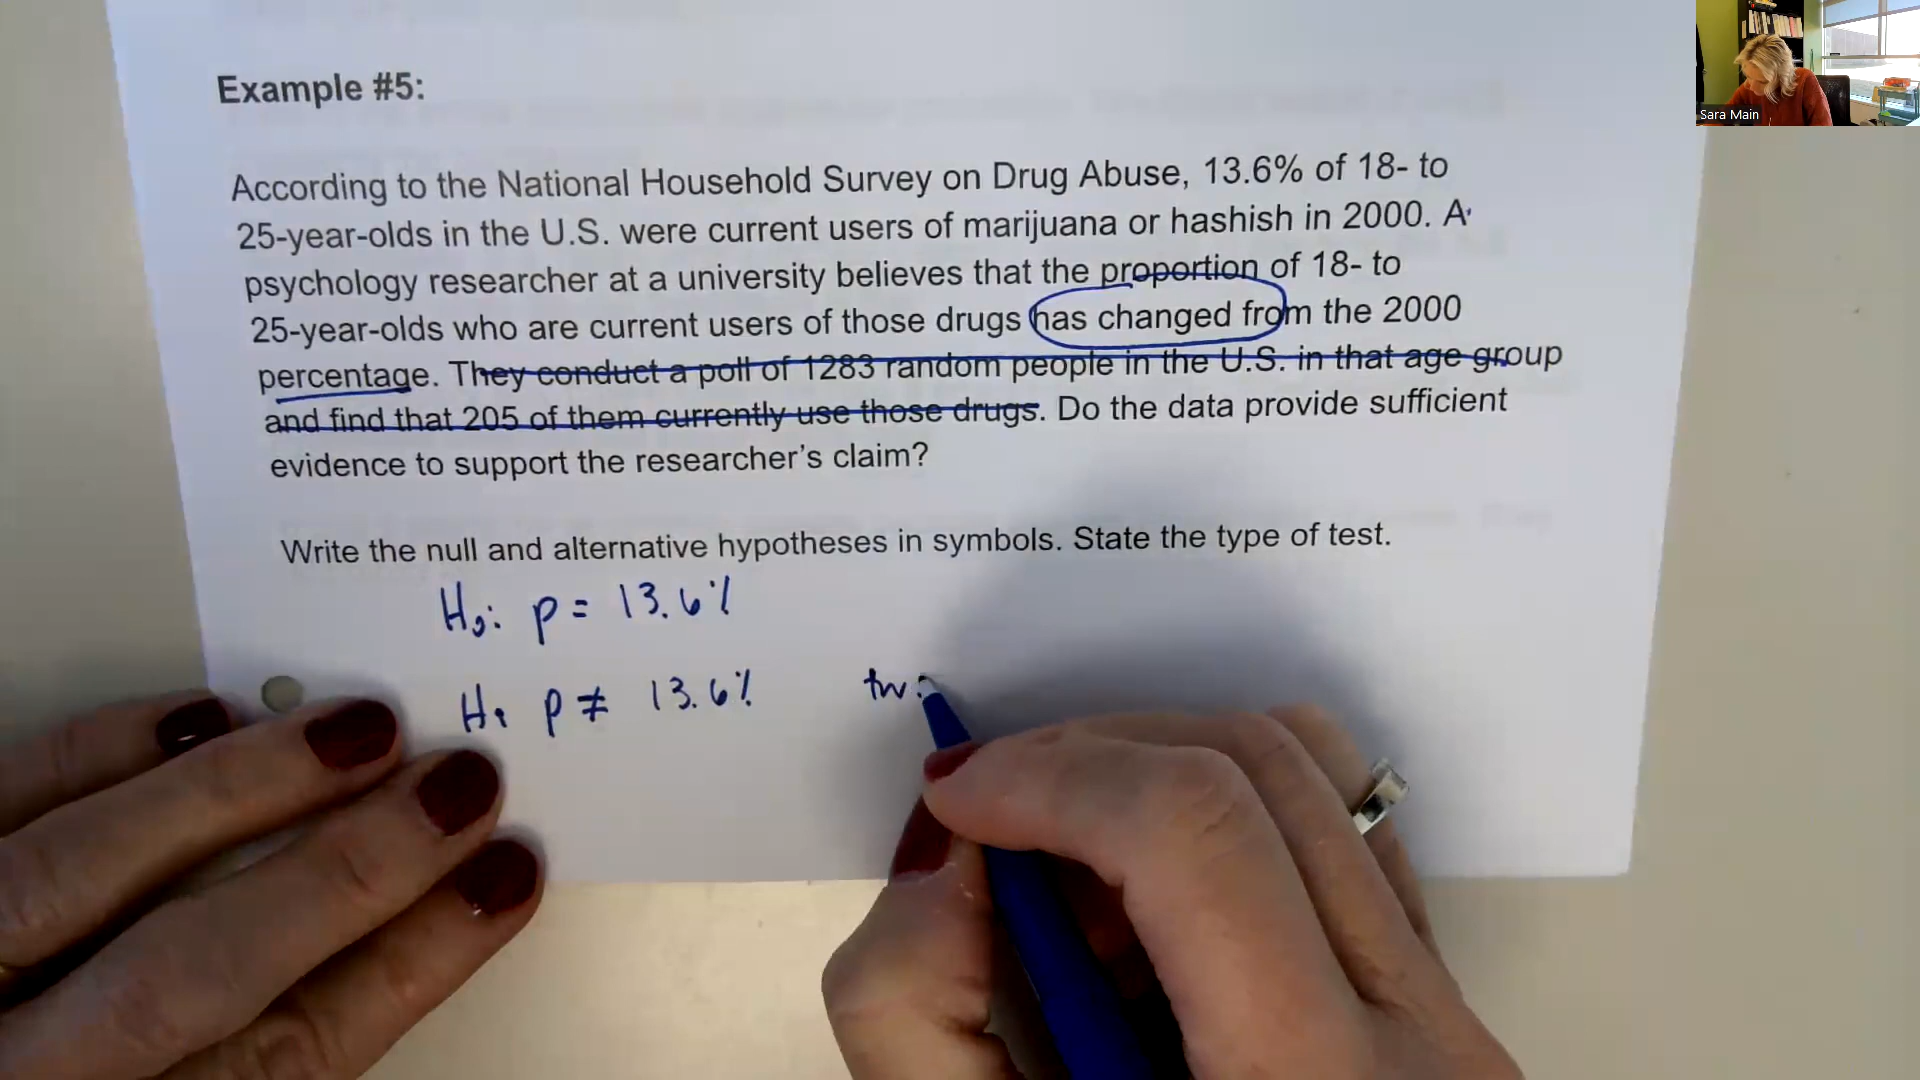 Example #5:
Sara Main
According to the National Household Survey on Drug Abuse, 13.6% of 18- to
25-year-olds in the U.S. were current users of marijuana or hashish in 2000. A
psychology researcher at a university believes that the proportion of 18- to
25-year-olds who are current users of those drugs has changed from the 2000
percentage. They conduct a poll of 1283 random people in the U.S. in that age group
and find that 205 of them currently use those drugs. Do the data provide sufficient
evidence to support the researcher's claim?
Write the null and alternative hypotheses in symbols. State the type of test.
H₀: p = 13.6%
H₁ p ≠ 13.6% tw